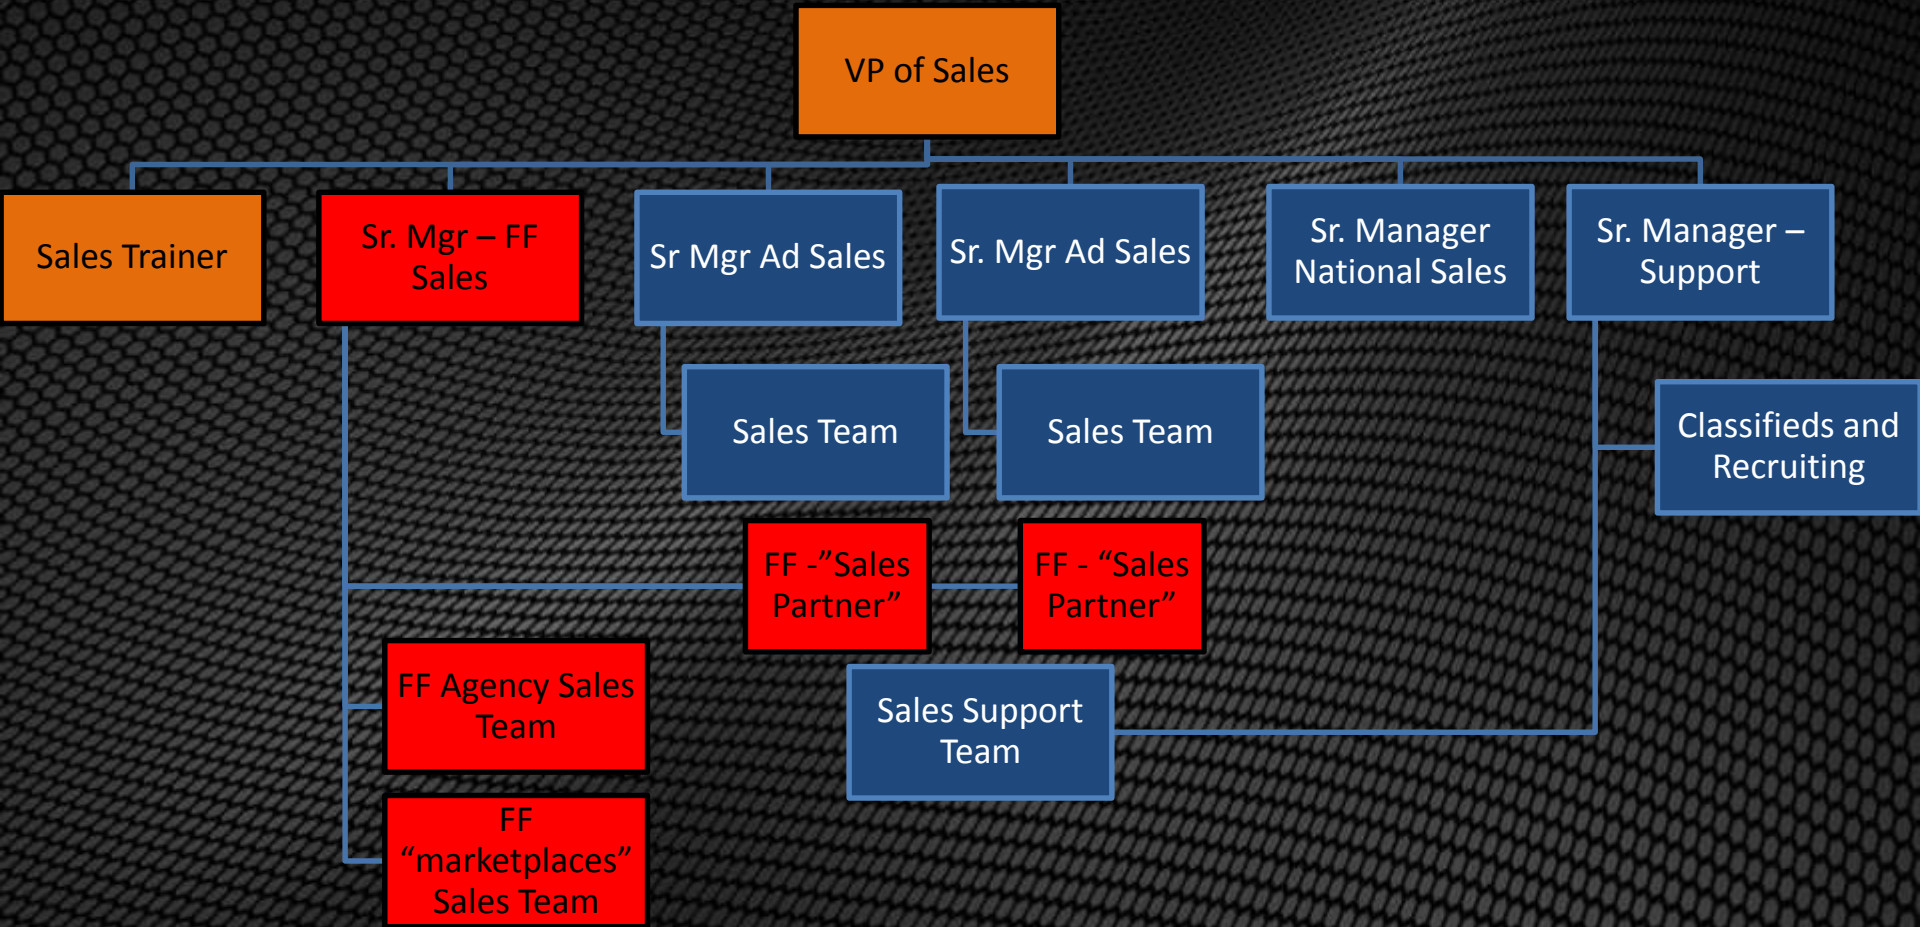 VP of Sales
Sales Trainer
Sr. Mgr – FF
Sales
Sr Mgr Ad Sales
Sr. Mgr Ad Sales
Sr. Manager
National Sales
Sr. Manager –
Support
Sales Team
Sales Team
Classifieds and
Recruiting
FF -”Sales
Partner”
FF - “Sales
Partner”
FF Agency Sales
Team
Sales Support
Team
FF
“marketplaces”
Sales Team